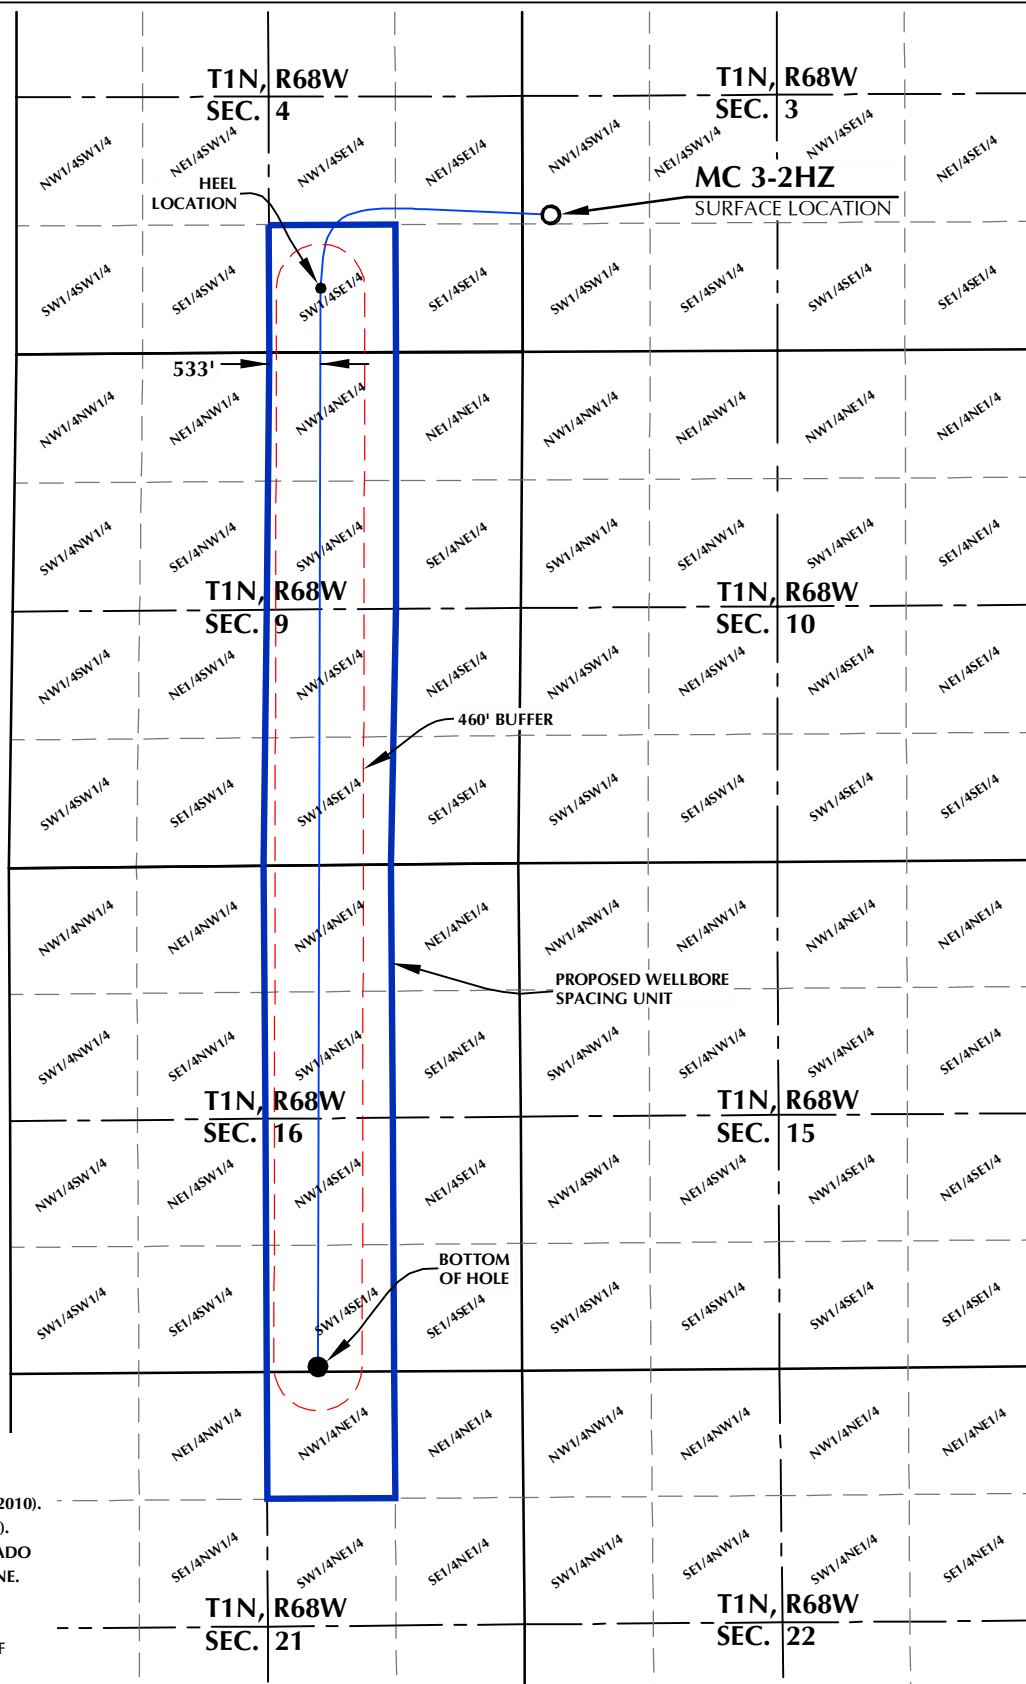 T1N, R68W
SEC. 4
T1N, R68W
SEC. 3
NW1/4SW1/4
NE1/4SW1/4
NW1/4SE1/4
NE1/4SE1/4
NW1/4SW1/4
NE1/4SW1/4
NW1/4SE1/4
NE1/4SE1/4
HEEL
LOCATION
MC 3-2HZ
SURFACE LOCATION
SW1/4SW1/4
SE1/4SW1/4
SW1/4SE1/4
SE1/4SE1/4
SW1/4SW1/4
SE1/4SW1/4
SW1/4SE1/4
SE1/4SE1/4
533'
NW1/4NW1/4
NE1/4NW1/4
NW1/4NE1/4
NE1/4NE1/4
NW1/4NW1/4
NE1/4NW1/4
NW1/4NE1/4
NE1/4NE1/4
SW1/4NW1/4
SE1/4NW1/4
SW1/4NE1/4
SE1/4NE1/4
SW1/4NW1/4
SE1/4NW1/4
SW1/4NE1/4
SE1/4NE1/4
T1N, R68W
SEC. 9
T1N, R68W
SEC. 10
NW1/4SW1/4
NE1/4SW1/4
NW1/4SE1/4
NE1/4SE1/4
NW1/4SW1/4
NE1/4SW1/4
NW1/4SE1/4
NE1/4SE1/4
460' BUFFER
SW1/4SW1/4
SE1/4SW1/4
SW1/4SE1/4
SE1/4SE1/4
SW1/4SW1/4
SE1/4SW1/4
SW1/4SE1/4
SE1/4SE1/4
NW1/4NW1/4
NE1/4NW1/4
NW1/4NE1/4
NE1/4NE1/4
NW1/4NW1/4
NE1/4NW1/4
NW1/4NE1/4
NE1/4NE1/4
PROPOSED WELLBORE
SPACING UNIT
SW1/4NW1/4
SE1/4NW1/4
SW1/4NE1/4
SE1/4NE1/4
SW1/4NW1/4
SE1/4NW1/4
SW1/4NE1/4
SE1/4NE1/4
T1N, R68W
SEC. 16
T1N, R68W
SEC. 15
NW1/4SW1/4
NE1/4SW1/4
NW1/4SE1/4
NE1/4SE1/4
NW1/4SW1/4
NE1/4SW1/4
NW1/4SE1/4
NE1/4SE1/4
BOTTOM
OF HOLE
SW1/4SW1/4
SE1/4SW1/4
SW1/4SE1/4
SE1/4SE1/4
SW1/4SW1/4
SE1/4SW1/4
SW1/4SE1/4
SE1/4SE1/4
NE1/4NW1/4
NW1/4NE1/4
NE1/4NE1/4
NW1/4NW1/4
NE1/4NW1/4
NW1/4NE1/4
NE1/4NE1/4
2010).
).
ADO
NE.
F
SE1/4NW1/4
SW1/4NE1/4
SE1/4NE1/4
SW1/4NW1/4
SE1/4NW1/4
SW1/4NE1/4
SE1/4NE1/4
T1N, R68W
SEC. 21
T1N, R68W
SEC. 22